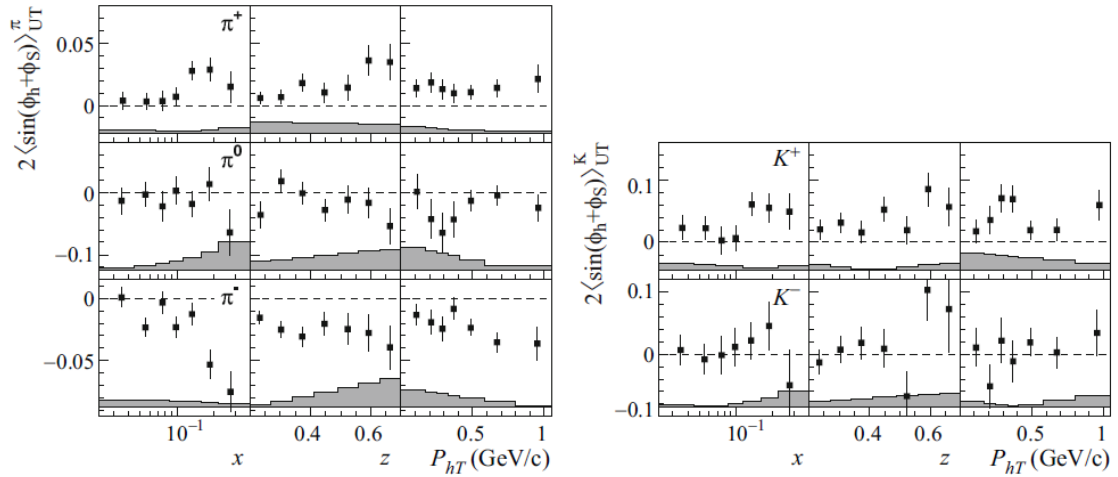 2⟨sin(ϕh+ϕS)⟩πUT
π+
0.05
0
π0
0
−0.1
π-
0
−0.05
10−1
0.4
0.6
0.5
1
x
z
PhT (GeV/c)
2⟨sin(ϕh+ϕS)⟩KUT
K+
0.1
0
K−
0.1
0
−0.1
10−1
0.4
0.6
0.5
1
x
z
PhT (GeV/c)